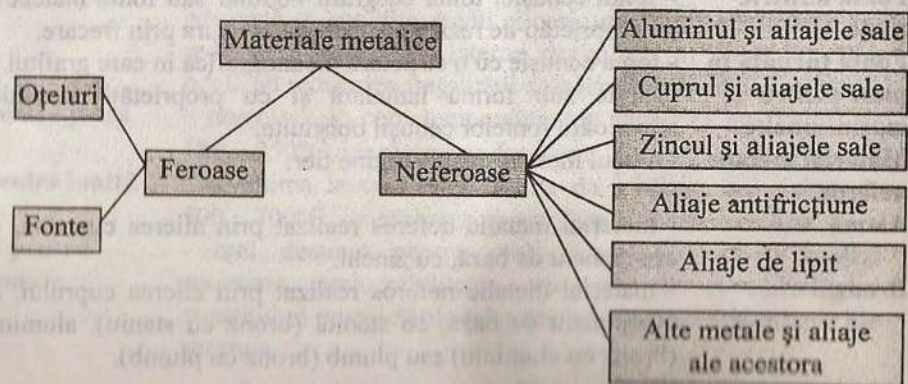 Materiale metalice
Oţeluri
Fonte
Feroase
Neferoase
Aluminiul şi aliajele sale
Cuprul şi aliajele sale
Zincul şi aliajele sale
Aliaje antifricţiune
Aliaje de lipit
Alte metale şi aliaje
ale acestora